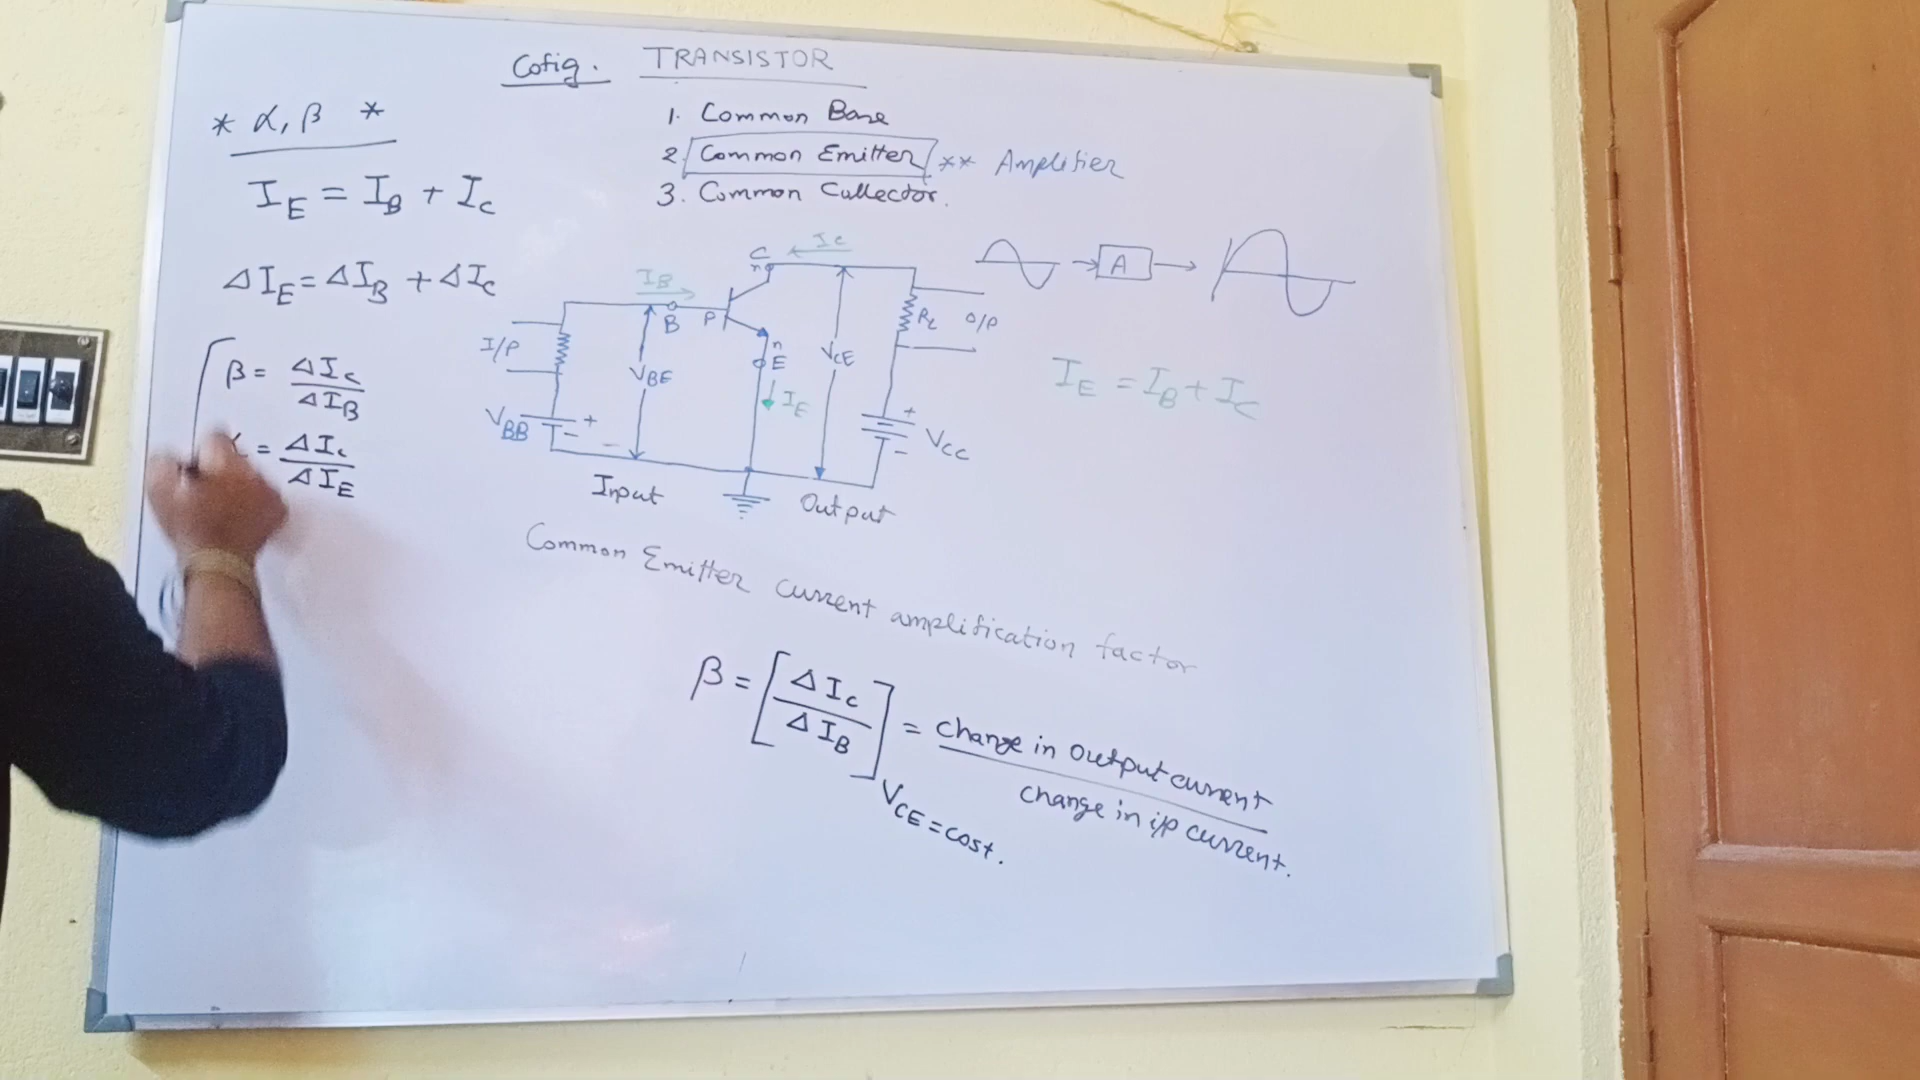 Cofig. TRANSISTOR
* α, β *
I_E = I_B + I_C
ΔI_E = ΔI_B + ΔI_C
β = ΔI_C / ΔI_B
= ΔI_C / ΔI_E
1. Common Base
2. Common Emitter ** Amplifier
3. Common Collector.
I_C
C
n
I_B
B
P
n
E
I_E
I/P
V_BE
V_CE
R_L
O/P
V_BB
+
-
-
+
-
V_CC
Input
Output
A
I_E = I_B + I_C
Common Emitter current amplification factor
β = [ΔI_C / ΔI_B] V_CE = cost. = change in output current / change in i/p current.